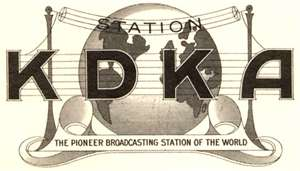 STATION
KDKA
THE PIONEER BROADCASTING STATION OF THE WORLD